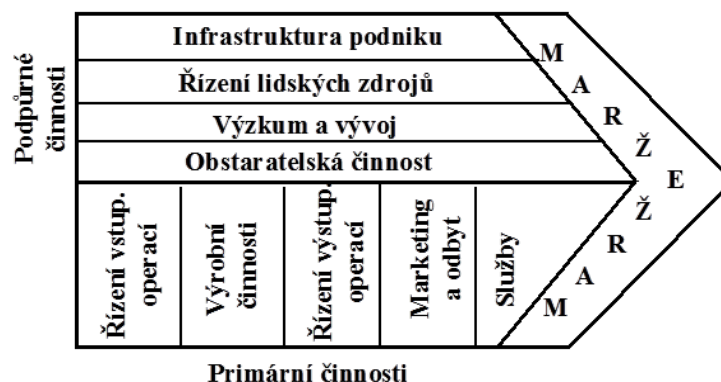 Podpůrné
činnosti
Infrastruktura podniku
Řízení lidských zdrojů
Výzkum a vývoj
Obstaratelská činnost
Řízení vstup.
operací
Výrobní
činnosti
Řízení výstup.
operací
Marketing
a odbyt
Služby
M
A
R
Ž
E
Ž
R
A
M
Primární činnosti